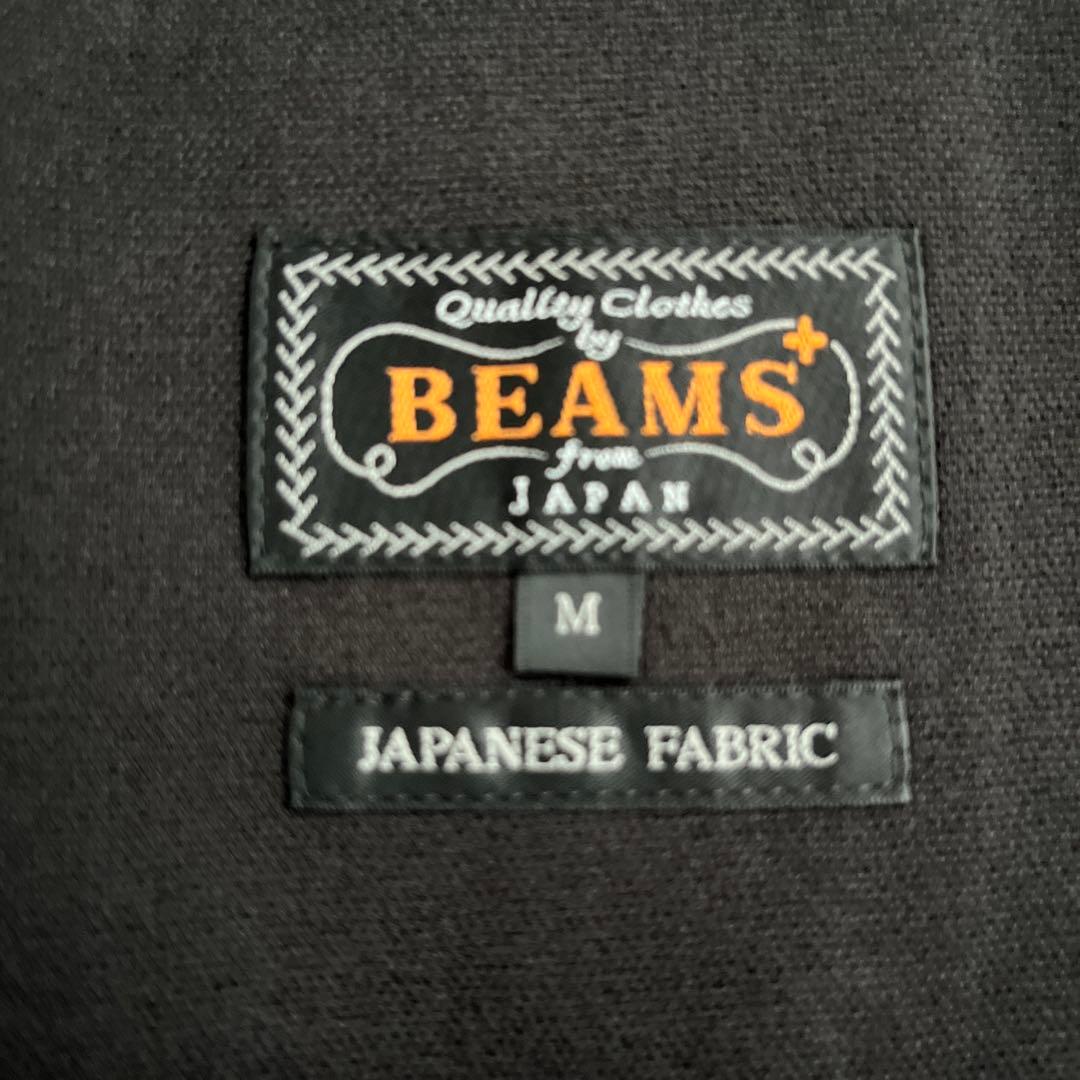 Quality Clothes
by
BEAMS+
from
JAPAN
M
JAPANESE FABRIC